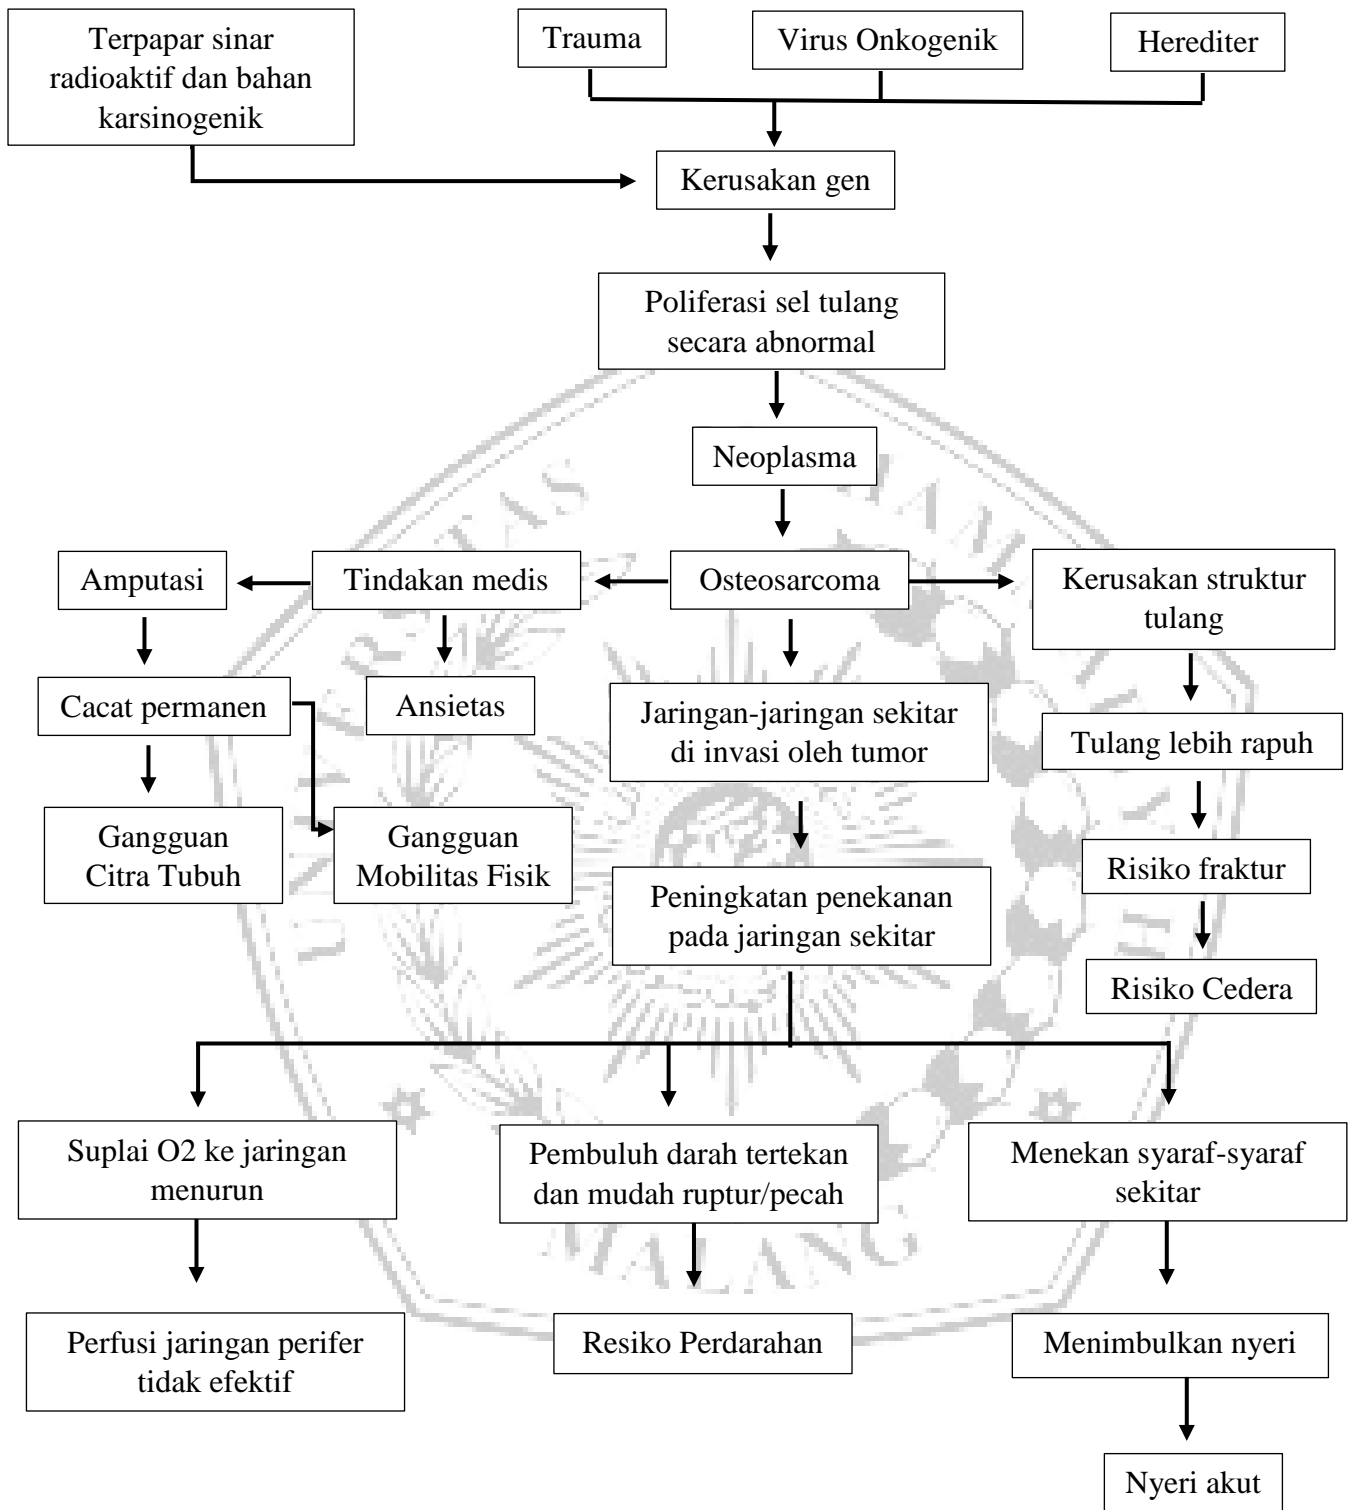 Terpapar sinar
radioaktif dan bahan
karsinogenik
Trauma
Virus Onkogenik
Herediter
Kerusakan gen
Poliferasi sel tulang
secara abnormal
Neoplasma
Amputasi
Tindakan medis
Osteosarcoma
Kerusakan struktur
tulang
Cacat permanen
Ansietas
Jaringan-jaringan sekitar
di invasi oleh tumor
Tulang lebih rapuh
Gangguan
Citra Tubuh
Gangguan
Mobilitas Fisik
Peningkatan penekanan
pada jaringan sekitar
Risiko fraktur
Risiko Cedera
Suplai O2 ke jaringan
menurun
Pembuluh darah tertekan
dan mudah ruptur/pecah
Menekan syaraf-syaraf
sekitar
Perfusi jaringan perifer
tidak efektif
Resiko Perdarahan
Menimbulkan nyeri
Nyeri akut
MALANG